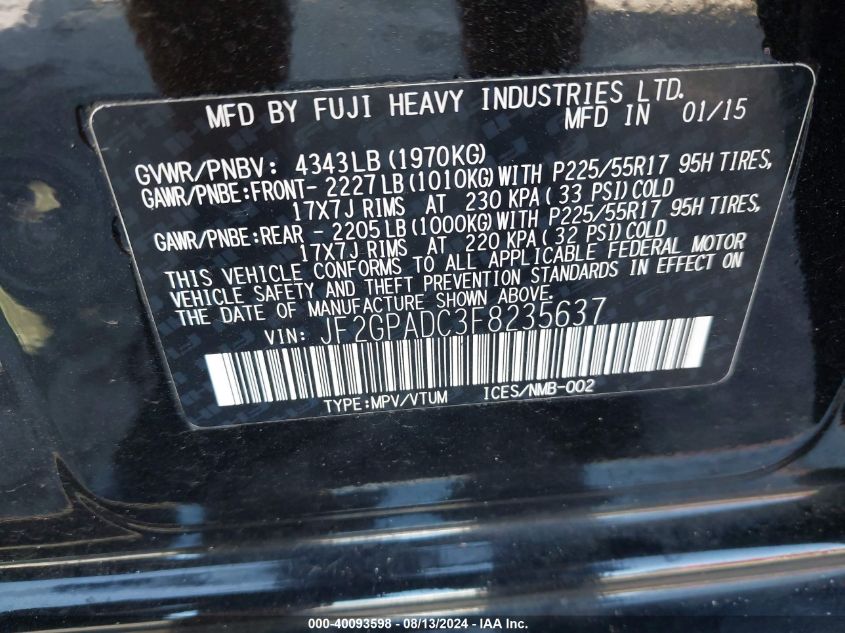 MFD BY FUJI HEAVY INDUSTRIES LTD.
MFD IN 01/15
GVWR/PNBV: 4343LB (1970KG)
GAWR/PNBE:FRONT- 2227LB (1010KG) WITH P225/55R17 95H TIRES,
17X7J RIMS AT 230 KPA (33 PSI) COLD
GAWR/PNBE:REAR - 2205LB (1000KG) WITH P225/55R17 95H TIRES,
17X7J RIMS AT 220 KPA (32 PSI) COLD
THIS VEHICLE CONFORMS TO ALL APPLICABLE FEDERAL MOTOR
VEHICLE SAFETY AND THEFT PREVENTION STANDARDS IN EFFECT ON
THE DATE OF MANUFACTURE SHOWN ABOVE.
VIN: JF2GPADC3F8235637
TYPE:MPV/VTUM ICES/NMB-002
000-40093598 - 08/13/2024 - IAAI.COM - COPYRIGHT IAA, INC.